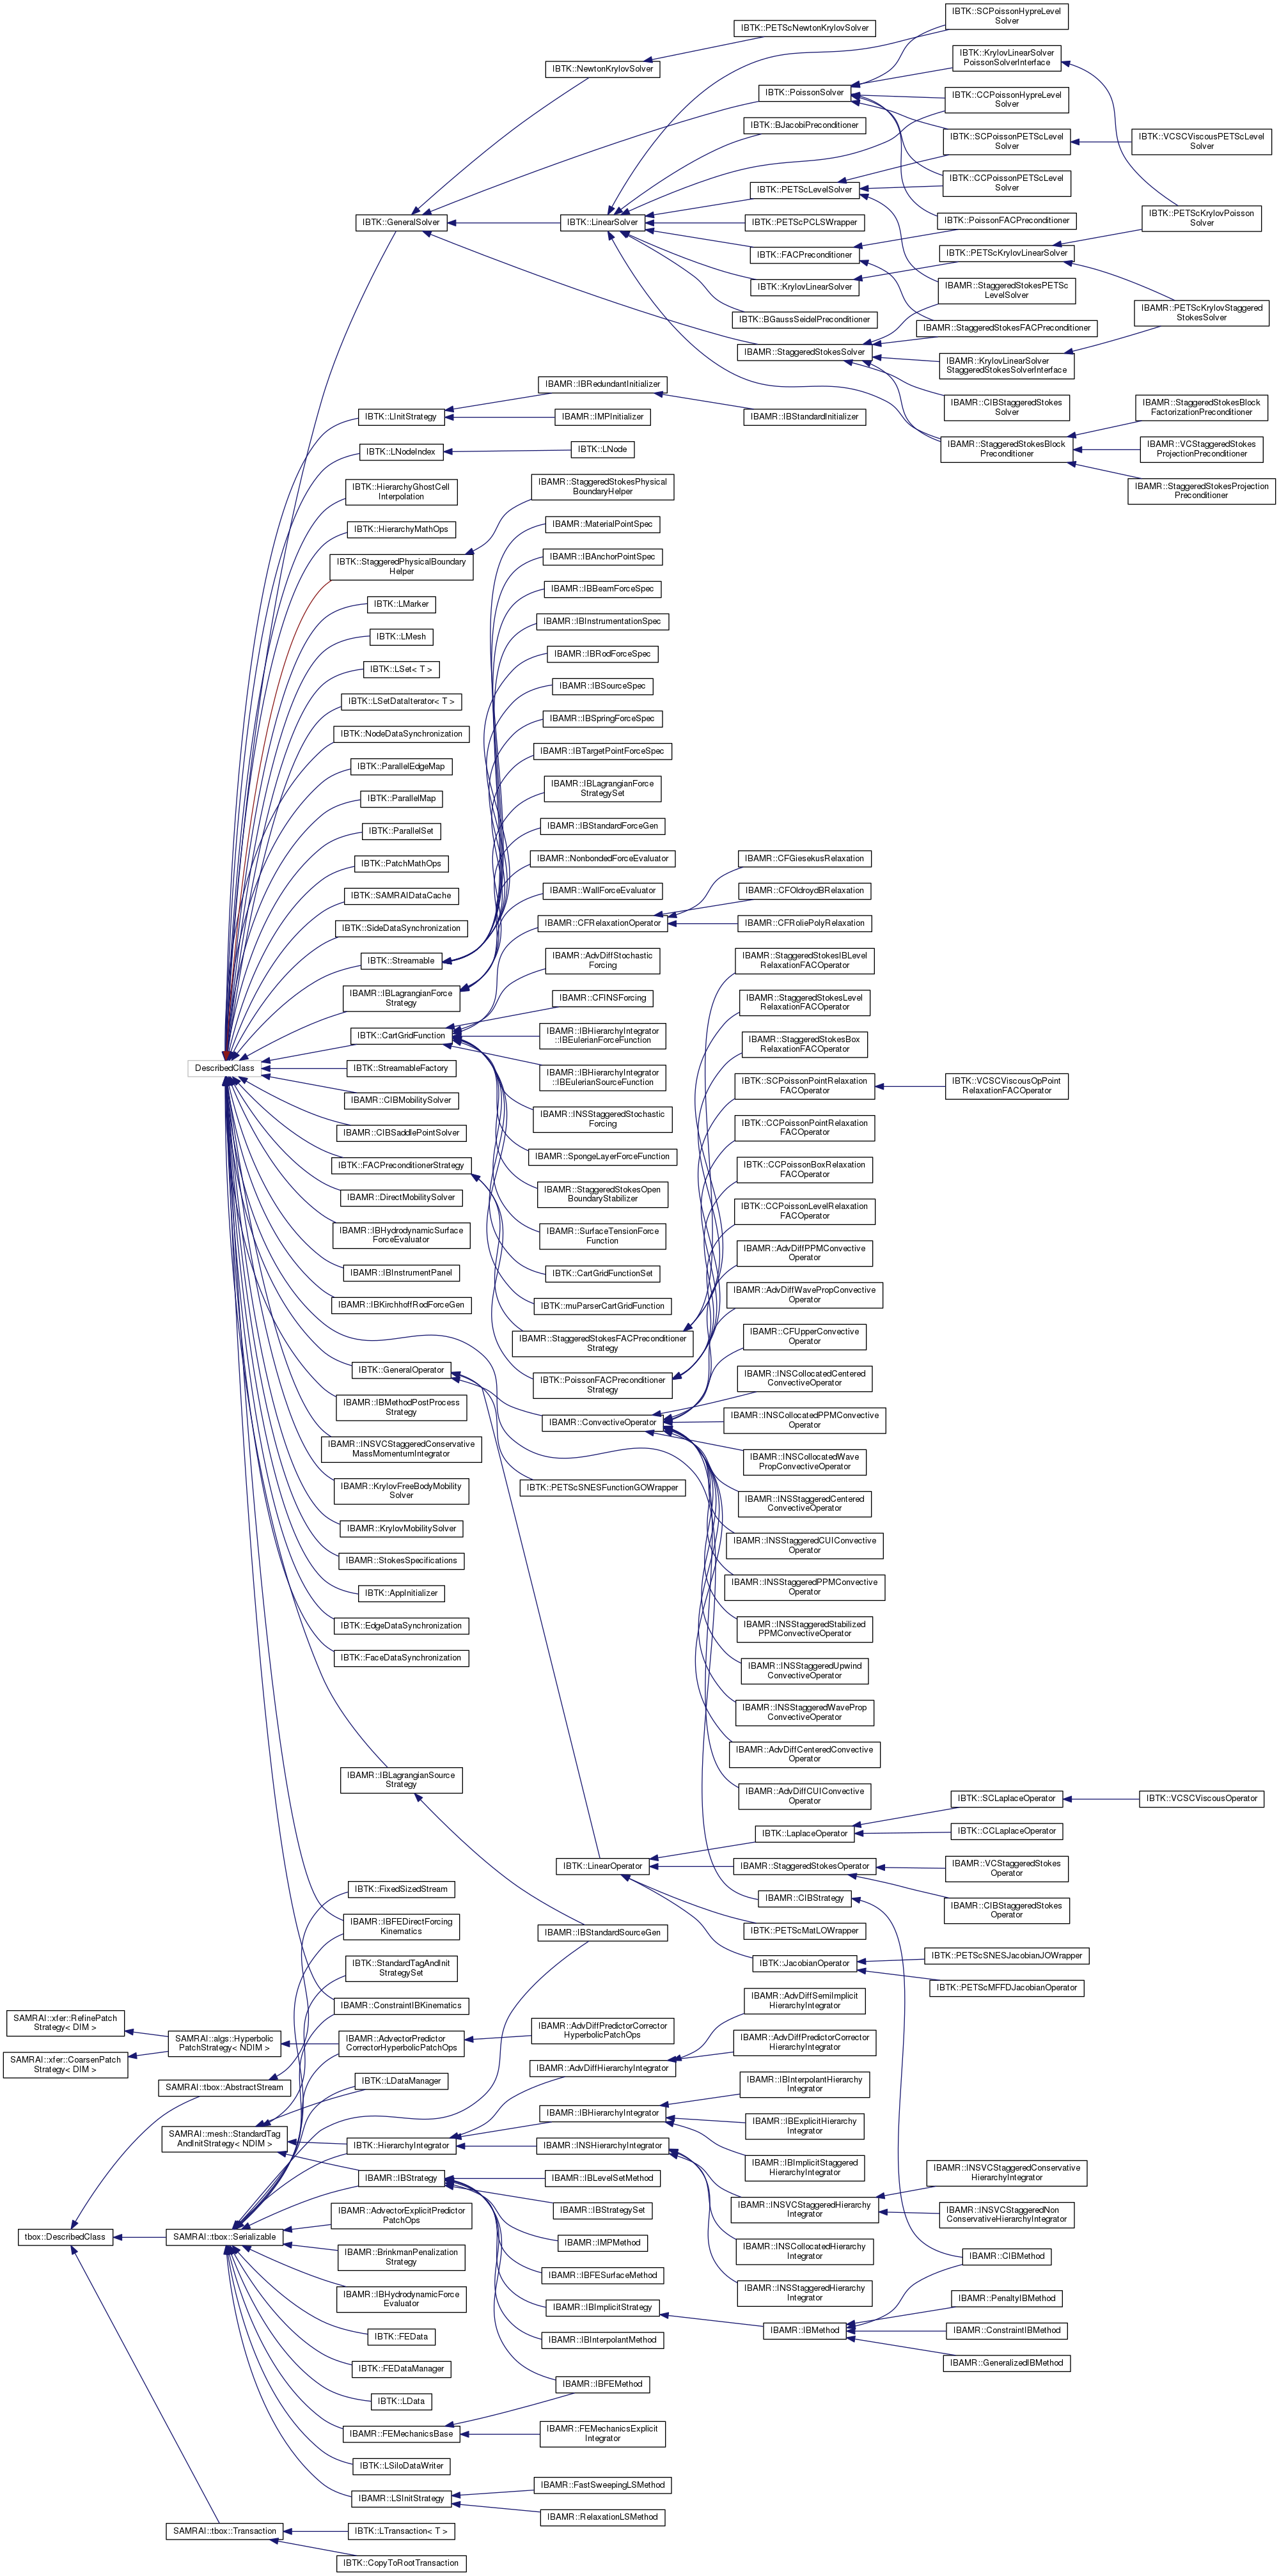 IBTK::SCPoissonHypreLevel
Solver
IBTK::PETScNewtonKrylovSolver
IBTK::KrylovLinearSolver
PoissonSolverInterface
IBTK::NewtonKrylovSolver
IBTK::PoissonSolver
IBTK::CCPoissonHypreLevel
Solver
IBTK::BJacobiPreconditioner
IBTK::SCPoissonPETScLevel
Solver
IBTK::VCSCViscousPETScLevel
Solver
IBTK::CCPoissonPETScLevel
Solver
IBTK::PETScLevelSolver
IBTK::GeneralSolver
IBTK::LinearSolver
IBTK::PETScPCLSWrapper
IBTK::PoissonFACPreconditioner
IBTK::PETScKrylovPoisson
Solver
IBTK::FACPreconditioner
IBTK::PETScKrylovLinearSolver
IBTK::KrylovLinearSolver
IBAMR::StaggeredStokesPETSc
LevelSolver
IBTK::BGaussSeidelPreconditioner
IBAMR::PETScKrylovStaggered
StokesSolver
IBAMR::StaggeredStokesFACPreconditioner
IBAMR::StaggeredStokesSolver
IBAMR::KrylovLinearSolver
StaggeredStokesSolverInterface
IBAMR::IBRedundantInitializer
IBAMR::CIBStaggeredStokes
Solver
IBTK::LInitStrategy
IBAMR::IMPInitializer
IBAMR::IBStandardInitializer
IBAMR::StaggeredStokesBlock
FactorizationPreconditioner
IBTK::LNodeIndex
IBTK::LNode
IBAMR::StaggeredStokesBlock
Preconditioner
IBAMR::VCStaggeredStokes
ProjectionPreconditioner
IBAMR::StaggeredStokesProjection
Preconditioner
IBTK::HierarchyGhostCell
Interpolation
IBAMR::StaggeredStokesPhysical
BoundaryHelper
IBTK::HierarchyMathOps
IBAMR::MaterialPointSpec
IBTK::StaggeredPhysicalBoundary
Helper
IBAMR::IBAnchorPointSpec
IBAMR::IBBeamForceSpec
IBTK::LMarker
IBAMR::IBInstrumentationSpec
IBTK::LMesh
IBAMR::IBRodForceSpec
IBTK::LSet< T >
IBAMR::IBSourceSpec
IBTK::LSetDataIterator< T >
IBAMR::IBSpringForceSpec
IBTK::NodeDataSynchronization
IBAMR::IBTargetPointForceSpec
IBTK::ParallelEdgeMap
IBAMR::IBLagrangianForce
StrategySet
IBTK::ParallelMap
IBAMR::IBStandardForceGen
IBTK::ParallelSet
IBTK::PatchMathOps
IBAMR::NonbondedForceEvaluator
IBAMR::CFGiesekusRelaxation
IBTK::SAMRAIDataCache
IBAMR::WallForceEvaluator
IBAMR::CFOldroydBRelaxation
IBTK::SideDataSynchronization
IBAMR::CFRelaxationOperator
IBAMR::CFRoliePolyRelaxation
IBTK::Streamable
IBAMR::AdvDiffStochastic
Forcing
IBAMR::StaggeredStokesIBLevel
RelaxationFACOperator
IBAMR::IBLagrangianForce
Strategy
IBAMR::CFINSForcing
IBAMR::StaggeredStokesLevel
RelaxationFACOperator
IBTK::CartGridFunction
IBAMR::IBHierarchyIntegrator
::IBEulerianForceFunction
IBAMR::StaggeredStokesBox
RelaxationFACOperator
DescribedClass
IBTK::StreamableFactory
IBAMR::IBHierarchyIntegrator
::IBEulerianSourceFunction
IBTK::SCPoissonPointRelaxation
FACOperator
IBTK::VCSCViscousOpPoint
RelaxationFACOperator
IBAMR::CIBMobilitySolver
IBAMR::INSStaggeredStochastic
Forcing
IBTK::CCPoissonPointRelaxation
FACOperator
IBAMR::CIBSaddlePointSolver
IBAMR::SpongeLayerForceFunction
IBTK::CCPoissonBoxRelaxation
FACOperator
IBTK::FACPreconditionerStrategy
IBAMR::StaggeredStokesOpen
BoundaryStabilizer
IBAMR::DirectMobilitySolver
IBTK::CCPoissonLevelRelaxation
FACOperator
IBAMR::IBHydrodynamicSurface
ForceEvaluator
IBAMR::SurfaceTensionForce
Function
IBAMR::AdvDiffPPMConvective
Operator
IBAMR::IBInstrumentPanel
IBTK::CartGridFunctionSet
IBAMR::AdvDiffWavePropConvective
Operator
IBAMR::IBKirchhoffRodForceGen
IBTK::muParserCartGridFunction
IBAMR::StaggeredStokesFACPreconditioner
Strategy
IBAMR::CFUpperConvective
Operator
IBTK::GeneralOperator
IBTK::PoissonFACPreconditioner
Strategy
IBAMR::INSCollocatedCentered
ConvectiveOperator
IBAMR::IBMethodPostProcess
Strategy
IBAMR::ConvectiveOperator
IBAMR::INSCollocatedPPMConvective
Operator
IBAMR::INSVCStaggeredConservative
MassMomentumIntegrator
IBAMR::INSCollocatedWave
PropConvectiveOperator
IBAMR::KrylovFreeBodyMobility
Solver
IBTK::PETScSNESFunctionGOWrapper
IBAMR::INSStaggeredCentered
ConvectiveOperator
IBAMR::KrylovMobilitySolver
IBAMR::INSStaggeredCUIConvective
Operator
IBAMR::StokesSpecifications
IBAMR::INSStaggeredPPMConvective
Operator
IBTK::AppInitializer
IBTK::EdgeDataSynchronization
IBAMR::INSStaggeredStabilized
PPMConvectiveOperator
IBTK::FaceDataSynchronization
IBAMR::INSStaggeredUpwind
ConvectiveOperator
IBAMR::INSStaggeredWaveProp
ConvectiveOperator
IBAMR::AdvDiffCenteredConvective
Operator
IBAMR::IBLagrangianSource
Strategy
IBAMR::AdvDiffCUIConvective
Operator
IBTK::SCLaplaceOperator
IBTK::VCSCViscousOperator
IBTK::LaplaceOperator
IBTK::CCLaplaceOperator
IBTK::LinearOperator
IBAMR::StaggeredStokesOperator
IBAMR::VCStaggeredStokes
Operator
IBTK::FixedSizedStream
IBAMR::CIBStrategy
IBAMR::CIBStaggeredStokes
Operator
IBAMR::IBFEDirectForcing
Kinematics
IBAMR::IBStandardSourceGen
IBTK::PETScMatLOWrapper
IBTK::PETScSNESJacobianJOWrapper
IBTK::StandardTagAndInit
StrategySet
IBTK::JacobianOperator
IBTK::PETScMFFDJacobianOperator
IBAMR::ConstraintIBKinematics
IBAMR::AdvDiffSemiImplicit
HierarchyIntegrator
SAMRAI::xfer::RefinePatch
Strategy< DIM >
SAMRAI::algs::Hyperbolic
PatchStrategy< NDIM >
IBAMR::AdvectorPredictor
CorrectorHyperbolicPatchOps
IBAMR::AdvDiffPredictorCorrector
HyperbolicPatchOps
IBAMR::AdvDiffPredictorCorrector
HierarchyIntegrator
SAMRAI::xfer::CoarsenPatch
Strategy< DIM >
IBAMR::AdvDiffHierarchyIntegrator
SAMRAI::tbox::AbstractStream
IBTK::LDataManager
IBAMR::IBInterpolantHierarchy
Integrator
IBAMR::IBHierarchyIntegrator
IBAMR::IBExplicitHierarchy
Integrator
SAMRAI::mesh::StandardTag
AndInitStrategy< NDIM >
IBTK::HierarchyIntegrator
IBAMR::INSHierarchyIntegrator
IBAMR::IBImplicitStaggered
HierarchyIntegrator
IBAMR::INSVCStaggeredConservative
HierarchyIntegrator
IBAMR::IBStrategy
IBAMR::IBLevelSetMethod
IBAMR::INSVCStaggeredHierarchy
Integrator
IBAMR::INSVCStaggeredNon
ConservativeHierarchyIntegrator
IBAMR::IBStrategySet
IBAMR::AdvectorExplicitPredictor
PatchOps
tbox::DescribedClass
SAMRAI::tbox::Serializable
IBAMR::IMPMethod
IBAMR::INSCollocatedHierarchy
Integrator
IBAMR::CIBMethod
IBAMR::BrinkmanPenalization
Strategy
IBAMR::IBFESurfaceMethod
IBAMR::INSStaggeredHierarchy
Integrator
IBAMR::IBHydrodynamicForce
Evaluator
IBAMR::IBImplicitStrategy
IBAMR::PenaltyIBMethod
IBAMR::IBMethod
IBAMR::ConstraintIBMethod
IBTK::FEData
IBAMR::IBInterpolantMethod
IBAMR::GeneralizedIBMethod
IBTK::FEDataManager
IBAMR::IBFEMethod
IBTK::LData
IBAMR::FEMechanicsBase
IBAMR::FEMechanicsExplicit
Integrator
IBTK::LSiloDataWriter
IBAMR::FastSweepingLSMethod
IBAMR::LSInitStrategy
IBAMR::RelaxationLSMethod
SAMRAI::tbox::Transaction
IBTK::LTransaction< T >
IBTK::CopyToRootTransaction